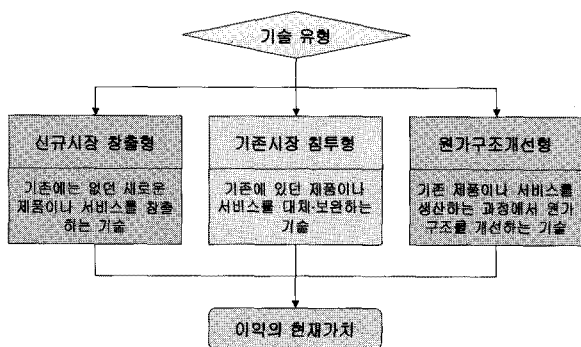 기술 유형
신규시장 창출형
기존에는 없던 새로운
제품이나 서비스를 창출
하는 기술
기존시장 침투형
기존에 있던 제품이나
서비스를 대체·보완하는
기술
원가구조개선형
기존 제품이나 서비스를
생산하는 과정에서 원가
구조를 개선하는 기술
이익의 현재가치